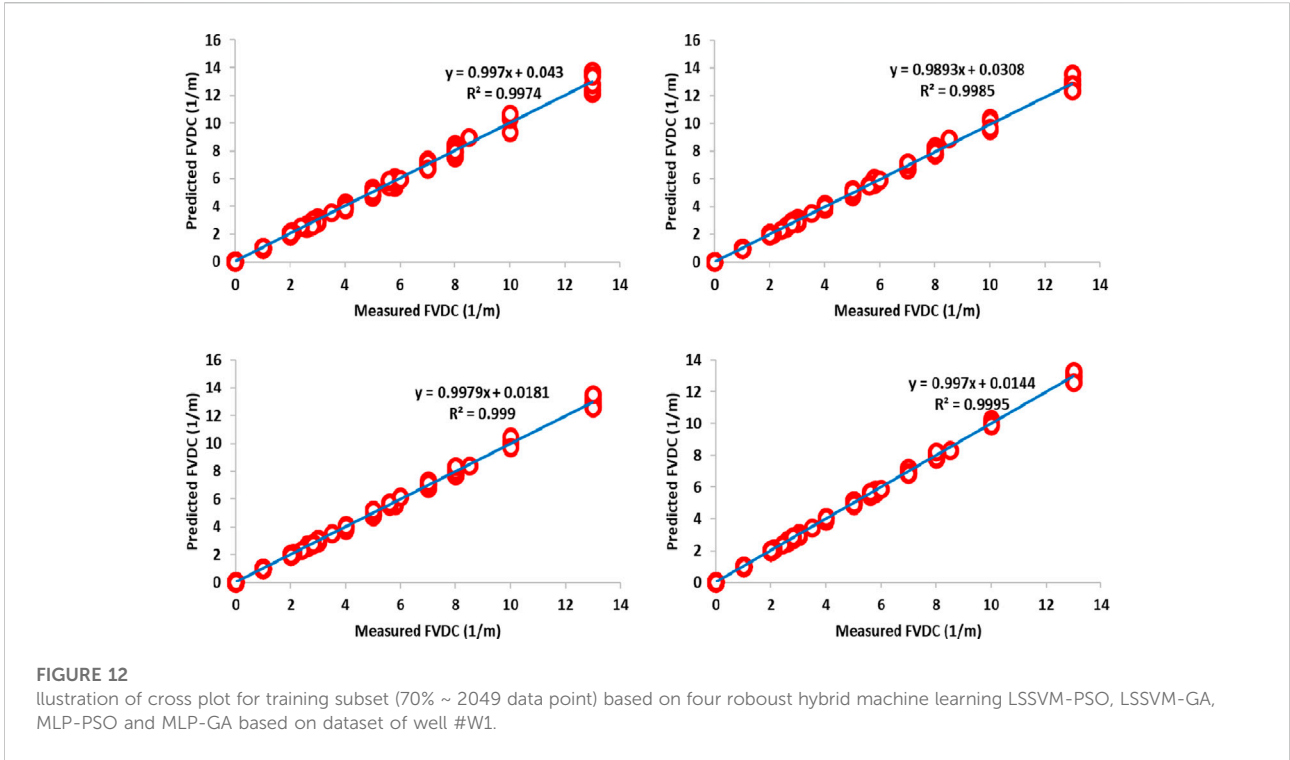 16
14
12
10
8
6
4
2
0
Predicted FVDC (1/m)
y = 0.997x + 0.043
R² = 0.9974
0 2 4 6 8 10 12 14
Measured FVDC (1/m)
16
14
12
10
8
6
4
2
0
Predicted FVDC (1/m)
y = 0.9893x + 0.0308
R² = 0.9985
0 2 4 6 8 10 12 14
Measured FVDC (1/m)
16
14
12
10
8
6
4
2
0
Predicted FVDC (1/m)
y = 0.9979x + 0.0181
R² = 0.999
0 2 4 6 8 10 12 14
Measured FVDC (1/m)
14
12
10
8
6
4
2
0
Predicted FVDC (1/m)
y = 0.997x + 0.0144
R² = 0.9995
0 2 4 6 8 10 12 14
Measured FVDC (1/m)
FIGURE 12
llustration of cross plot for training subset (70% ~ 2049 data point) based on four roboust hybrid machine learning LSSVM-PSO, LSSVM-GA,
MLP-PSO and MLP-GA based on dataset of well #W1.